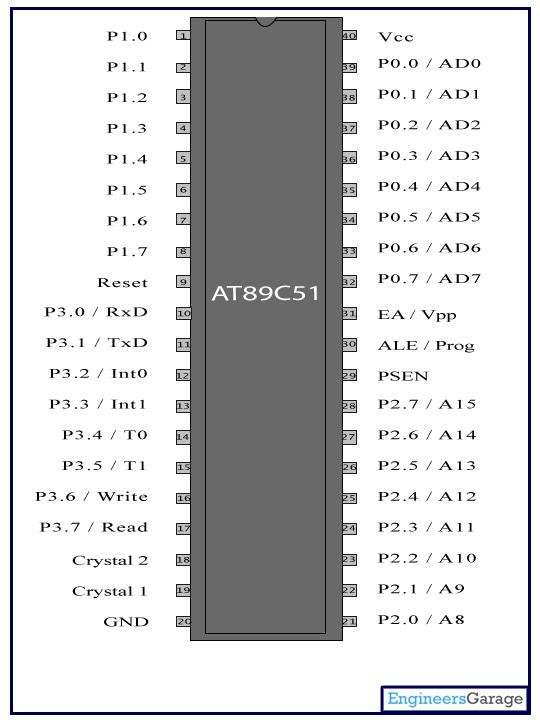 P1.0 1 40 Vcc
P1.1 2 39 P0.0 / AD0
P1.2 3 38 P0.1 / AD1
P1.3 4 37 P0.2 / AD2
P1.4 5 36 P0.3 / AD3
P1.5 6 35 P0.4 / AD4
P1.6 7 34 P0.5 / AD5
P1.7 8 33 P0.6 / AD6
Reset 9 32 P0.7 / AD7
AT89C51
P3.0 / RxD 10 31 EA / Vpp
P3.1 / TxD 11 30 ALE / Prog
P3.2 / Int0 12 29 PSEN
P3.3 / Int1 13 28 P2.7 / A15
P3.4 / T0 14 27 P2.6 / A14
P3.5 / T1 15 26 P2.5 / A13
P3.6 / Write 16 25 P2.4 / A12
P3.7 / Read 17 24 P2.3 / A11
Crystal 2 18 23 P2.2 / A10
Crystal 1 19 22 P2.1 / A9
GND 20 21 P2.0 / A8
EngineersGarage